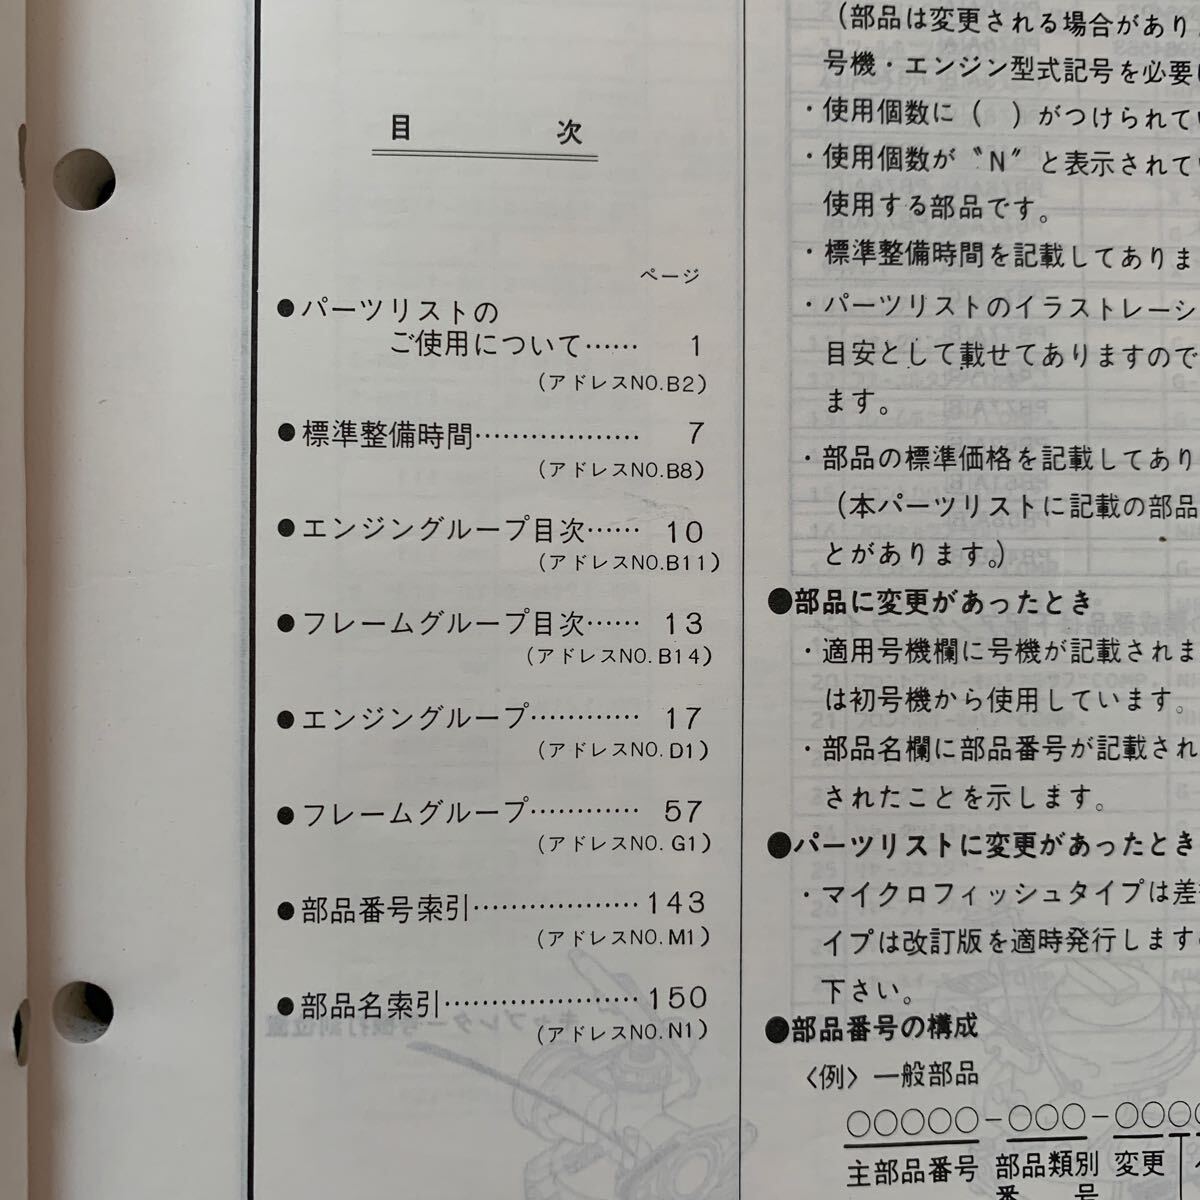 目次
ページ
●パーツリストの
ご使用について…… 1
(アドレスNO.B2)
●標準整備時間……………… 7
(アドレスNO.B8)
●エンジングループ目次…… 10
(アドレスNO.B11)
●フレームグループ目次…… 13
(アドレスNO.B14)
●エンジングループ………… 17
(アドレスNO.D1)
●フレームグループ………… 57
(アドレスNO.G1)
●部品番号索引……………… 143
(アドレスNO.M1)
●部品名索引………………… 150
(アドレスNO.N1)
(部品は変更される場合があり
号機・エンジン型式記号を必要
・使用個数に( )がつけられて
・使用個数が〝N〟と表示されて
使用する部品です。
・標準整備時間を記載してありま
・パーツリストのイラストレーシ
目安として載せてありますので
ます。
・部品の標準価格を記載してあり
(本パーツリストに記載の部品
とがあります。)
●部品に変更があったとき
・適用号機欄に号機が記載されま
は初号機から使用しています。
・部品名欄に部品番号が記載され
されたことを示します。
●パーツリストに変更があったとき
・マイクロフィッシュタイプは差
イプは改訂版を適時発行します
下さい。
●部品番号の構成
〈例〉一般部品
○○○○○-○○○-○○○
主部品番号 部品類別 変更
番号